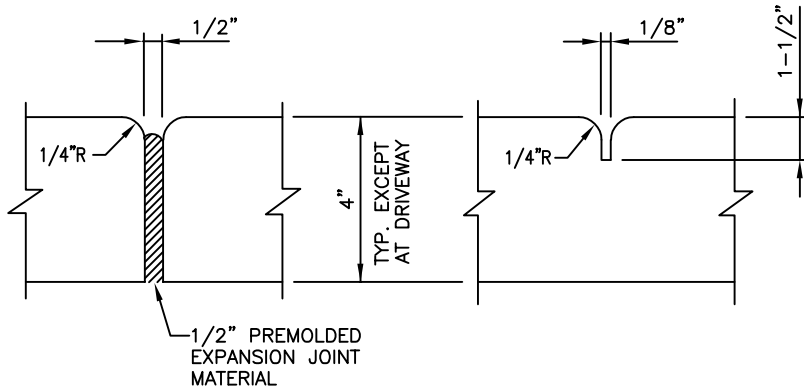 1/2"
1/8"
1-1/2"
1/4"R
4"
TYP. EXCEPT
AT DRIVEWAY
1/4"R
1/2" PREMOLDED
EXPANSION JOINT
MATERIAL